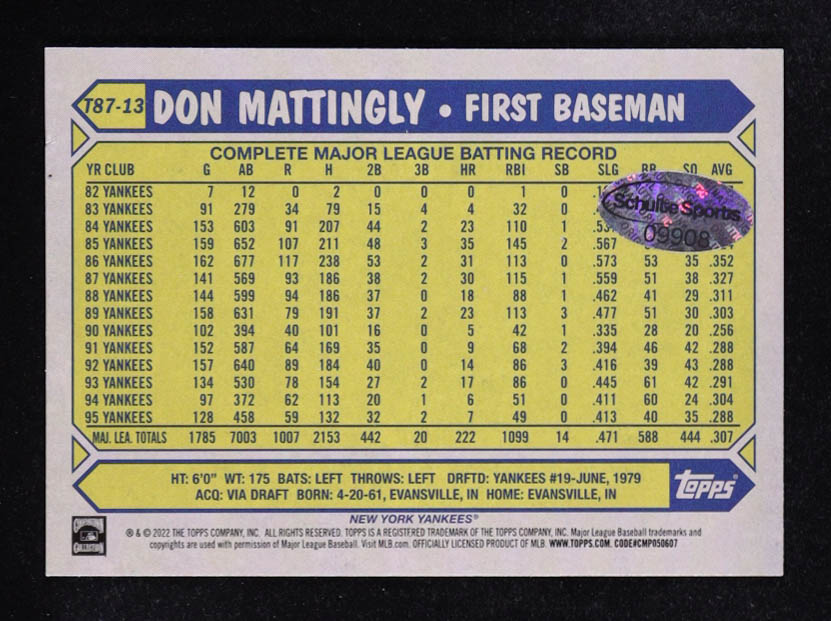 T87-13 DON MATTINGLY • FIRST BASEMAN
COMPLETE MAJOR LEAGUE BATTING RECORD
YR CLUB G AB R H 2B 3B HR RBI SB SLG BB SO AVG
82 YANKEES 7 12 0 2 0 0 0 1 0
83 YANKEES 91 279 34 79 15 4 4 32 0
84 YANKEES 153 603 91 207 44 2 23 110 1
85 YANKEES 159 652 107 211 48 3 35 145 2 .567
86 YANKEES 162 677 117 238 53 2 31 113 0 .573 53 35 .352
87 YANKEES 141 569 93 186 38 2 30 115 1 .559 51 38 .327
88 YANKEES 144 599 94 186 37 0 18 88 1 .462 41 29 .311
89 YANKEES 158 631 79 191 37 2 23 113 3 .477 51 30 .303
90 YANKEES 102 394 40 101 16 0 5 42 1 .335 28 20 .256
91 YANKEES 152 587 64 169 35 0 9 68 2 .394 46 42 .288
92 YANKEES 157 640 89 184 40 0 14 86 3 .416 39 43 .288
93 YANKEES 134 530 78 154 27 2 17 86 0 .445 61 42 .291
94 YANKEES 97 372 62 113 20 1 6 51 0 .411 60 24 .304
95 YANKEES 128 458 59 132 32 2 7 49 0 .413 40 35 .288
MAJ. LEA. TOTALS 1785 7003 1007 2153 442 20 222 1099 14 .471 588 444 .307
Schulte Sports
09908
HT: 6'0" WT: 175 BATS: LEFT THROWS: LEFT DRFTD: YANKEES #19-JUNE, 1979
ACQ: VIA DRAFT BORN: 4-20-61, EVANSVILLE, IN HOME: EVANSVILLE, IN
Topps®
NEW YORK YANKEES®
® & © 2022 THE TOPPS COMPANY, INC. ALL RIGHTS RESERVED. TOPPS IS A REGISTERED TRADEMARK OF THE TOPPS COMPANY, INC. Major League Baseball trademarks and
copyrights are used with permission of Major League Baseball. Visit MLB.com. OFFICIALLY LICENSED PRODUCT OF MLB. WWW.TOPPS.COM. CODE#CMP050607